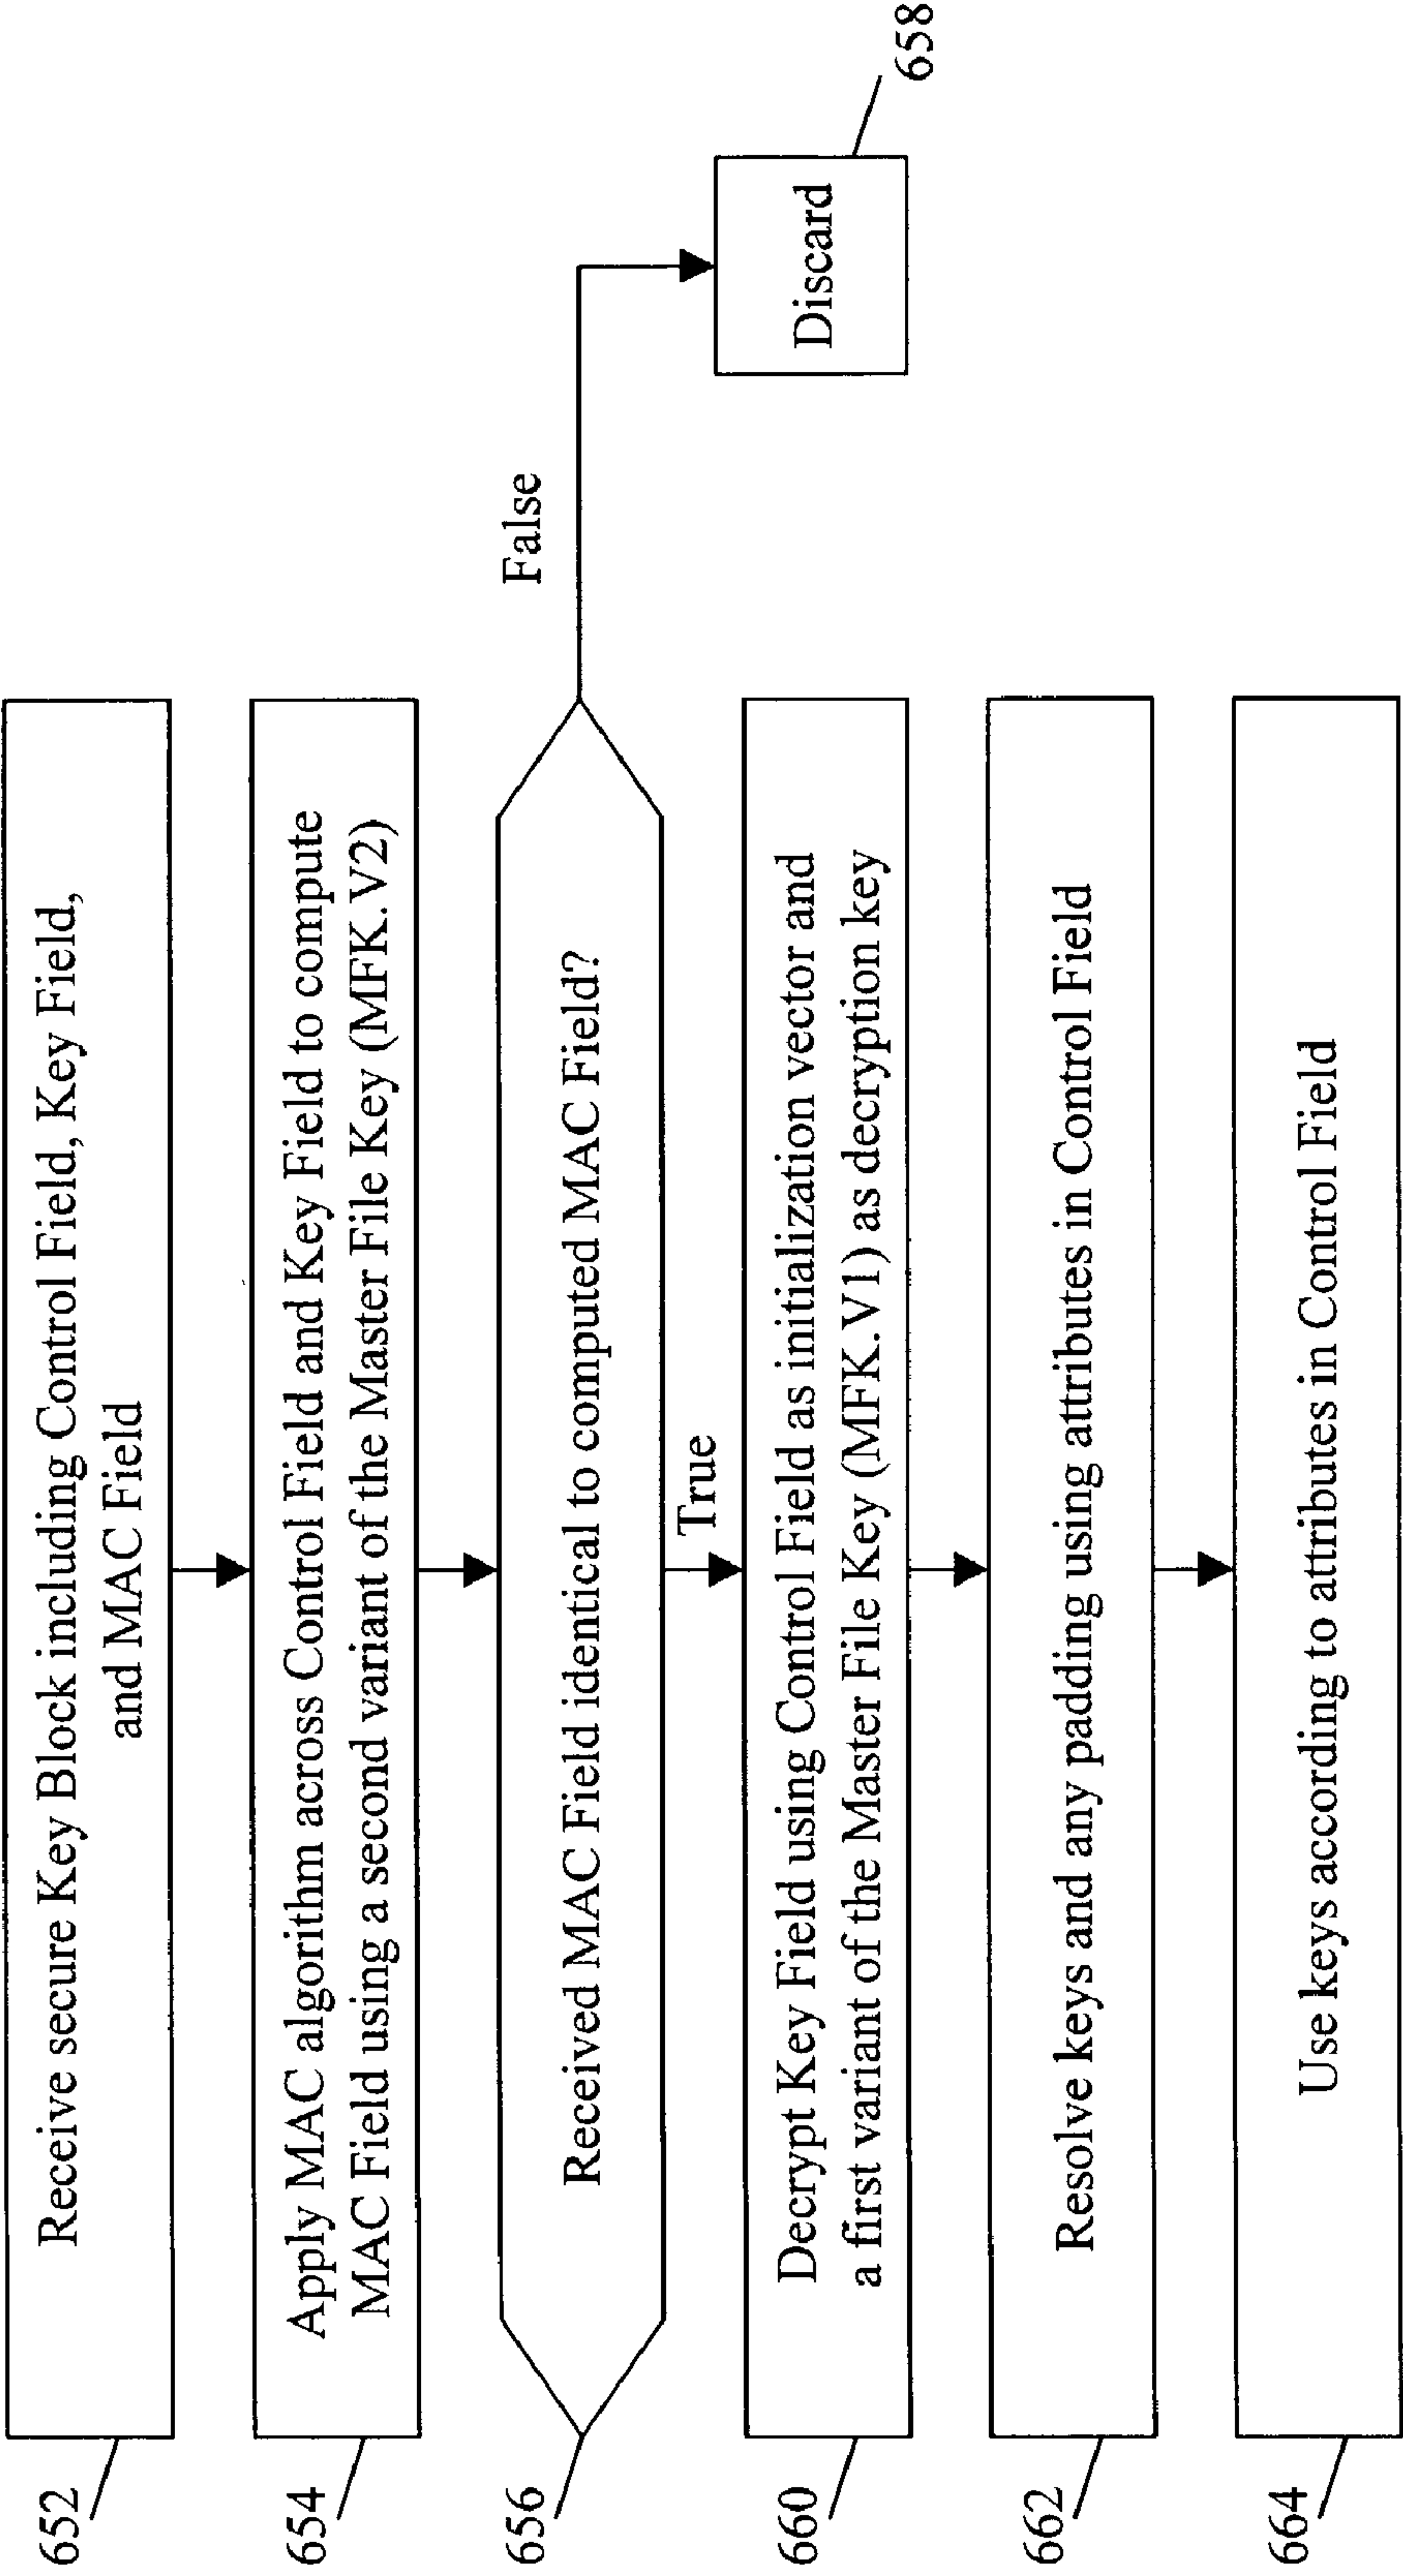 652
Receive secure Key Block including Control Field, Key Field,
and MAC Field
654
Apply MAC algorithm across Control Field and Key Field to compute
MAC Field using a second variant of the Master File Key (MFK.V2)
656
Received MAC Field identical to computed MAC Field?
False
True
Discard
658
660
Decrypt Key Field using Control Field as initialization vector and
a first variant of the Master File Key (MFK.V1) as decryption key
662
Resolve keys and any padding using attributes in Control Field
664
Use keys according to attributes in Control Field